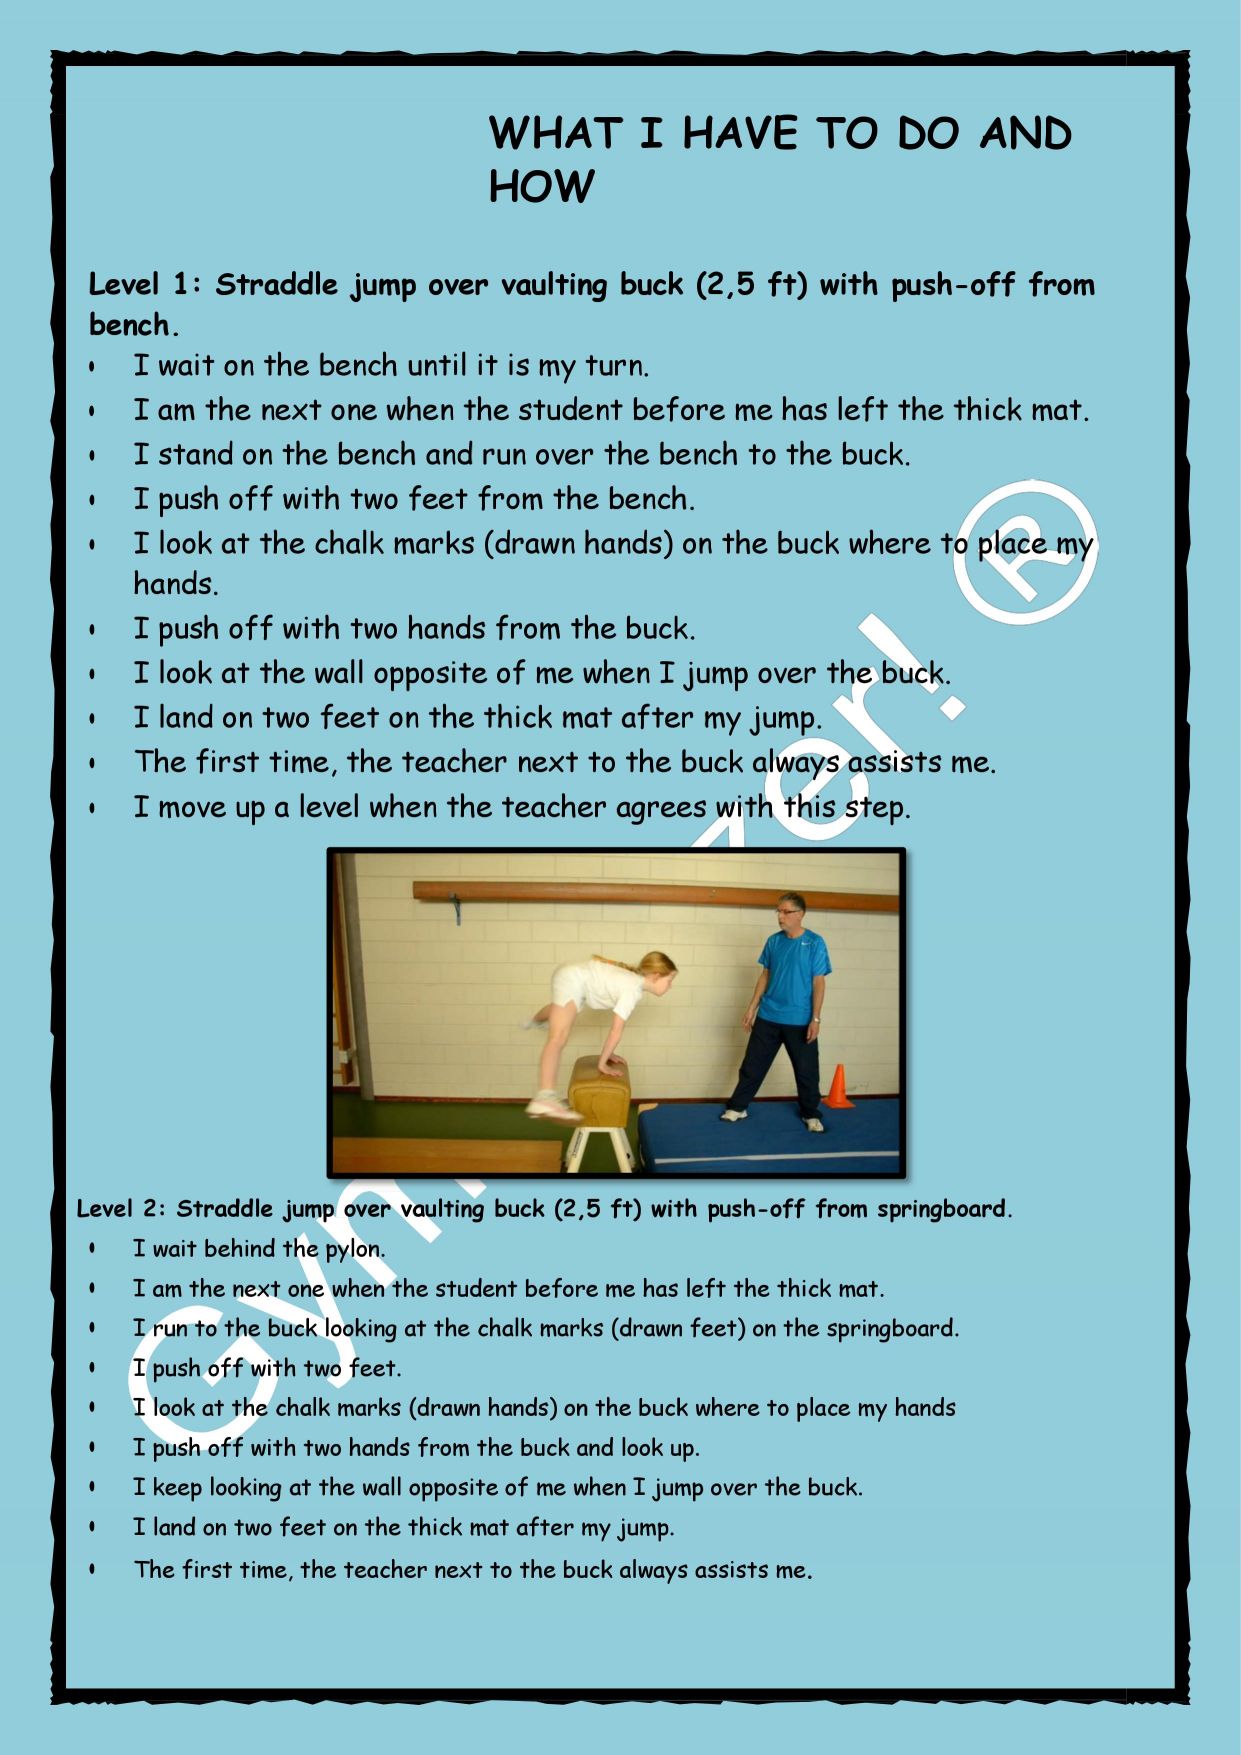 WHAT I HAVE TO DO AND
HOW
Level 1: Straddle jump over vaulting buck (2,5 ft) with push-off from
bench.
• I wait on the bench until it is my turn.
• I am the next one when the student before me has left the thick mat.
• I stand on the bench and run over the bench to the buck.
• I push off with two feet from the bench.
• I look at the chalk marks (drawn hands) on the buck where to place my
hands.
• I push off with two hands from the buck.
• I look at the wall opposite of me when I jump over the buck.
• I land on two feet on the thick mat after my jump.
• The first time, the teacher next to the buck always assists me.
• I move up a level when the teacher agrees with this step.
Level 2: Straddle jump over vaulting buck (2,5 ft) with push-off from springboard.
• I wait behind the pylon.
• I am the next one when the student before me has left the thick mat.
• I run to the buck looking at the chalk marks (drawn feet) on the springboard.
• I push off with two feet.
• I look at the chalk marks (drawn hands) on the buck where to place my hands
• I push off with two hands from the buck and look up.
• I keep looking at the wall opposite of me when I jump over the buck.
• I land on two feet on the thick mat after my jump.
• The first time, the teacher next to the buck always assists me.